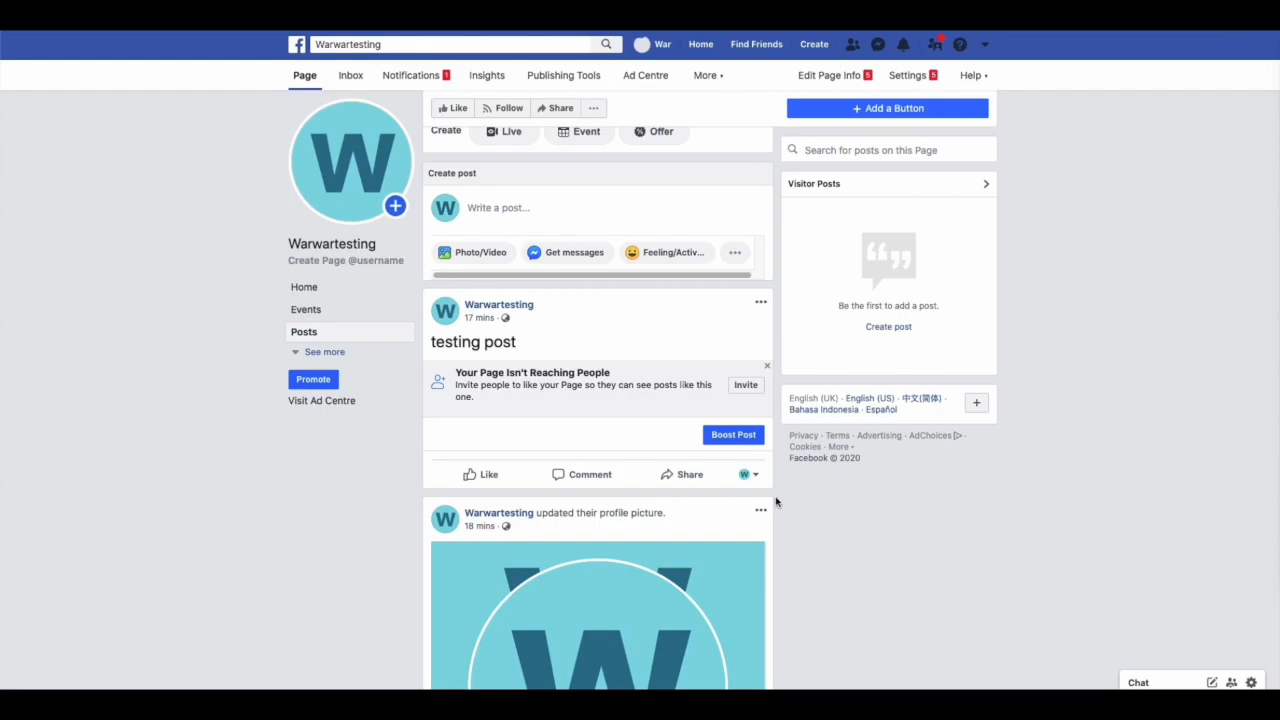 Warwartesting
War
Home
Find Friends
Create
Page
Inbox
Notifications 1
Insights
Publishing Tools
Ad Centre
More
Edit Page Info 5
Settings 5
Help
W
Warwartesting
Create Page @username
Home
Events
Posts
See more
Promote
Visit Ad Centre
Like
Follow
Share
+ Add a Button
Create
Live
Event
Offer
Create post
W
Write a post...
Photo/Video
Get messages
Feeling/Activ...
W
Warwartesting
17 mins ·
testing post
Your Page Isn't Reaching People
Invite people to like your Page so they can see posts like this
one.
Invite
Boost Post
Like
Comment
Share
W
W
Warwartesting updated their profile picture.
18 mins ·
W
Search for posts on this Page
Visitor Posts
Be the first to add a post.
Create post
English (UK) · English (US) · 中文(简体) ·
Bahasa Indonesia · Español
Privacy · Terms · Advertising · AdChoices ·
Cookies · More
Facebook © 2020
Chat